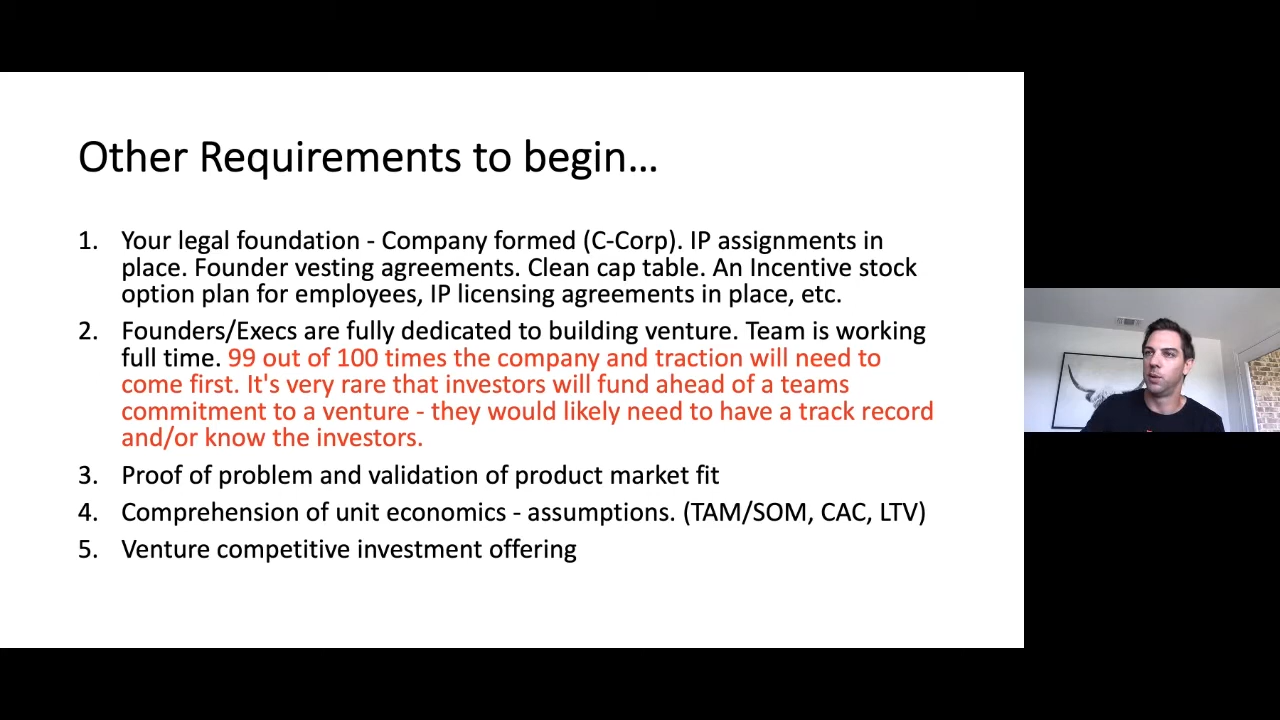 Other Requirements to begin...
1. Your legal foundation - Company formed (C-Corp). IP assignments in
place. Founder vesting agreements. Clean cap table. An Incentive stock
option plan for employees, IP licensing agreements in place, etc.
2. Founders/Execs are fully dedicated to building venture. Team is working
full time. 99 out of 100 times the company and traction will need to
come first. It's very rare that investors will fund ahead of a teams
commitment to a venture - they would likely need to have a track record
and/or know the investors.
3. Proof of problem and validation of product market fit
4. Comprehension of unit economics - assumptions. (TAM/SOM, CAC, LTV)
5. Venture competitive investment offering